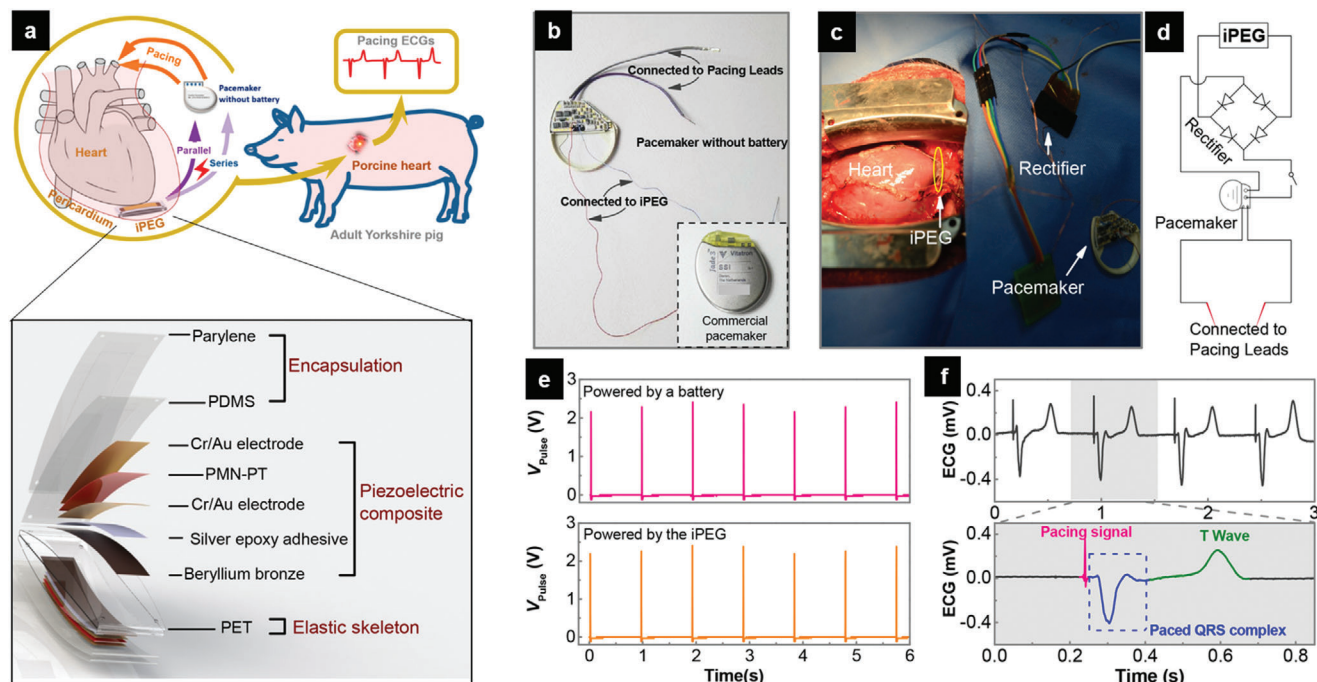 a
Pacing ECGs
Pacing
Pacemaker
without battery
Heart
Parallel
Series
Pericardium
iPEG
Porcine heart
Adult Yorkshire pig
Parylene
Encapsulation
PDMS
Cr/Au electrode
PMN-PT
Cr/Au electrode
Piezoelectric
composite
Silver epoxy adhesive
Beryllium bronze
PET
Elastic skeleton
b
Connected to Pacing Leads
Pacemaker without battery
Connected to iPEG
Vitatron
SSI
Commercial
pacemaker
c
Heart
iPEG
Rectifier
Pacemaker
d
iPEG
Rectifier
Pacemaker
Connected to
Pacing Leads
e
Powered by a battery
VPulse (V)
3
2
1
0
Powered by the iPEG
VPulse (V)
3
2
1
0
0 1 2 3 4 5 6
Time(s)
f
ECG (mV)
0.4
0.0
-0.4
0 1 2 3
Pacing signal
T Wave
ECG (mV)
0.4
0.0
-0.4
Paced QRS complex
0.0 0.2 0.4 0.6 0.8
Time (s)